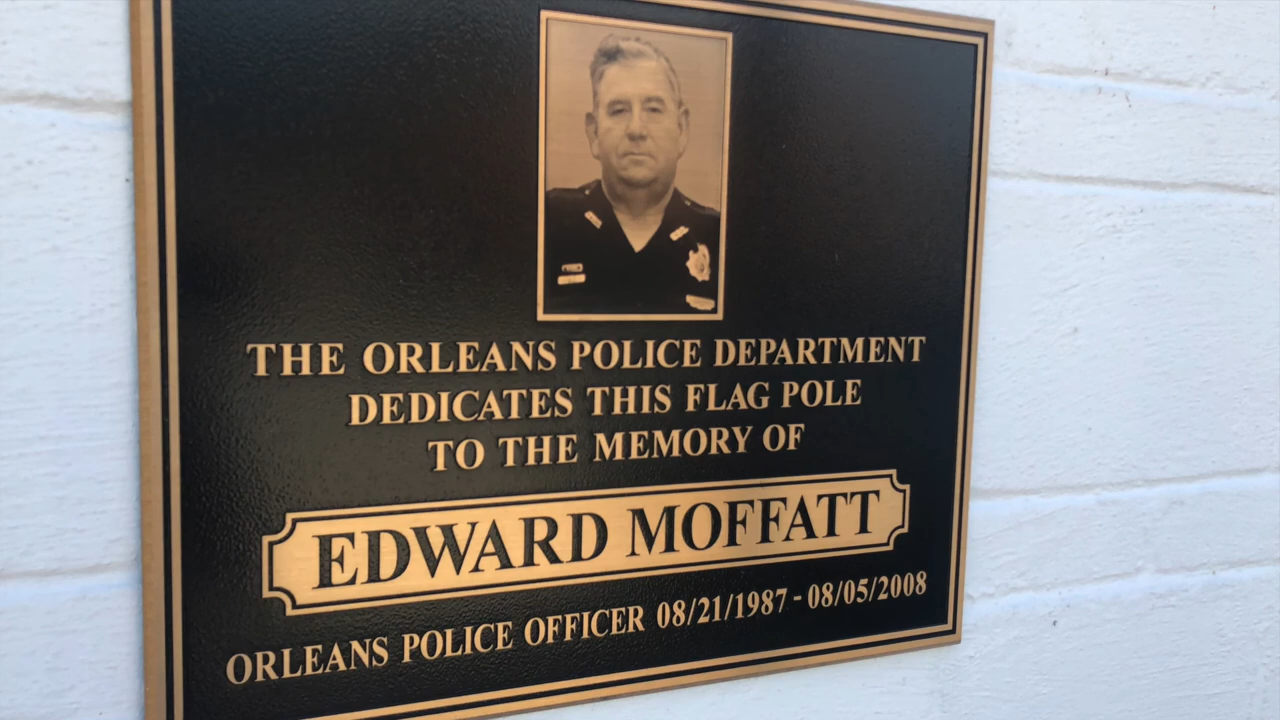 THE ORLEANS POLICE DEPARTMENT
DEDICATES THIS FLAG POLE
TO THE MEMORY OF
EDWARD MOFFATT
ORLEANS POLICE OFFICER 08/21/1987 - 08/05/2008